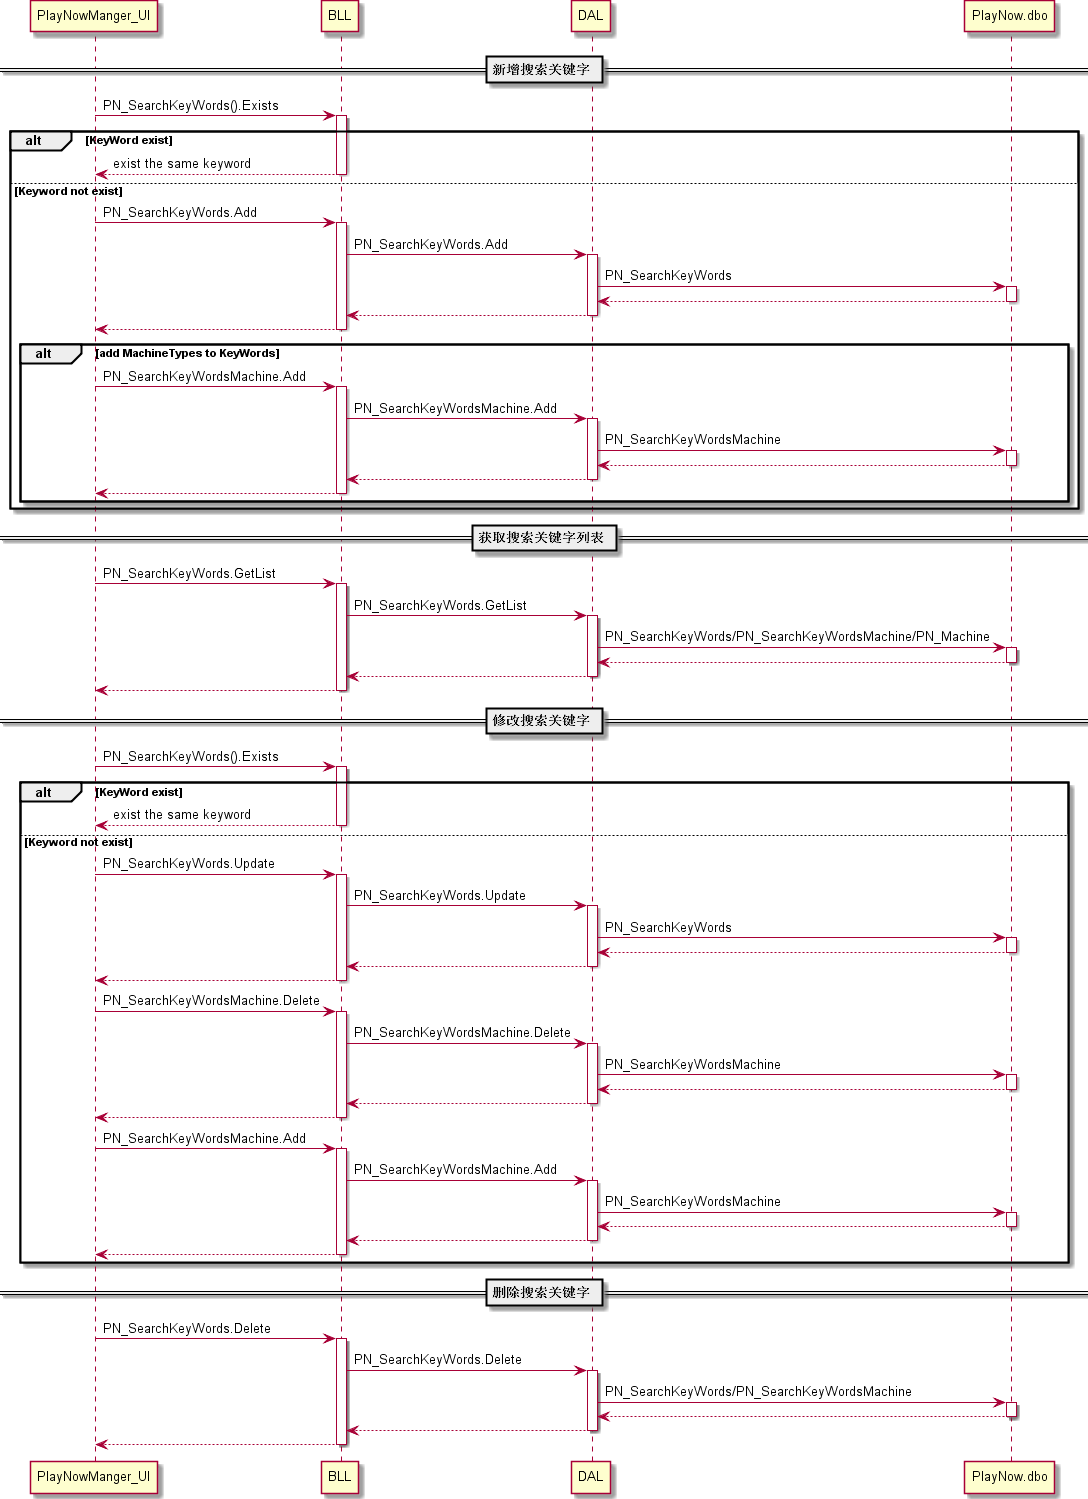 PlayNowManger_UI BLL DAL PlayNow.dbo
新增搜索关键字
PN_SearchKeyWords().Exists
alt [KeyWord exist]
exist the same keyword
[Keyword not exist]
PN_SearchKeyWords.Add
PN_SearchKeyWords.Add
PN_SearchKeyWords
alt [add MachineTypes to KeyWords]
PN_SearchKeyWordsMachine.Add
PN_SearchKeyWordsMachine.Add
PN_SearchKeyWordsMachine
获取搜索关键字列表
PN_SearchKeyWords.GetList
PN_SearchKeyWords.GetList
PN_SearchKeyWords/PN_SearchKeyWordsMachine/PN_Machine
修改搜索关键字
PN_SearchKeyWords().Exists
alt [KeyWord exist]
exist the same keyword
[Keyword not exist]
PN_SearchKeyWords.Update
PN_SearchKeyWords.Update
PN_SearchKeyWords
PN_SearchKeyWordsMachine.Delete
PN_SearchKeyWordsMachine.Delete
PN_SearchKeyWordsMachine
PN_SearchKeyWordsMachine.Add
PN_SearchKeyWordsMachine.Add
PN_SearchKeyWordsMachine
删除搜索关键字
PN_SearchKeyWords.Delete
PN_SearchKeyWords.Delete
PN_SearchKeyWords/PN_SearchKeyWordsMachine
PlayNowManger_UI BLL DAL PlayNow.dbo